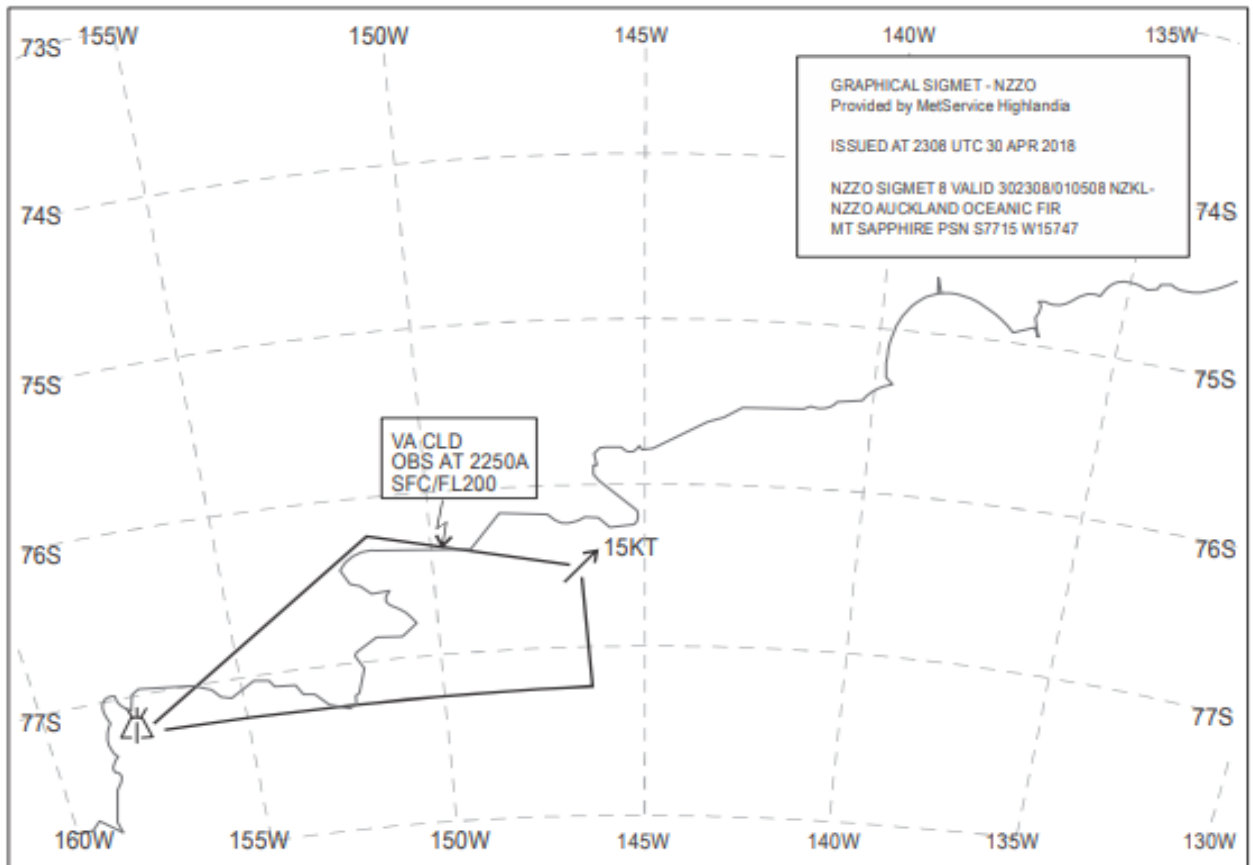 155W
150W
145W
140W
135W
73S
GRAPHICAL SIGMET - NZZO
Provided by MetService Highlandia
ISSUED AT 2308 UTC 30 APR 2018
NZZO SIGMET 8 VALID 302308/010508 NZKL-
NZZO AUCKLAND OCEANIC FIR
MT SAPPHIRE PSN S7715 W15747
74S
74S
75S
75S
VA CLD
OBS AT 2250A
SFC/FL200
76S
15KT
76S
77S
77S
160W
155W
150W
145W
140W
135W
130W